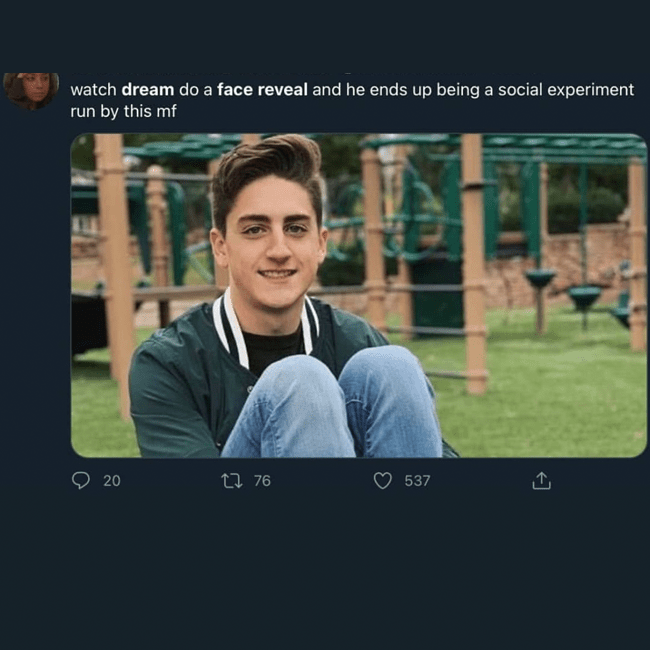 watch dream do a face reveal and he ends up being a social experiment
run by this mf
20 76 537